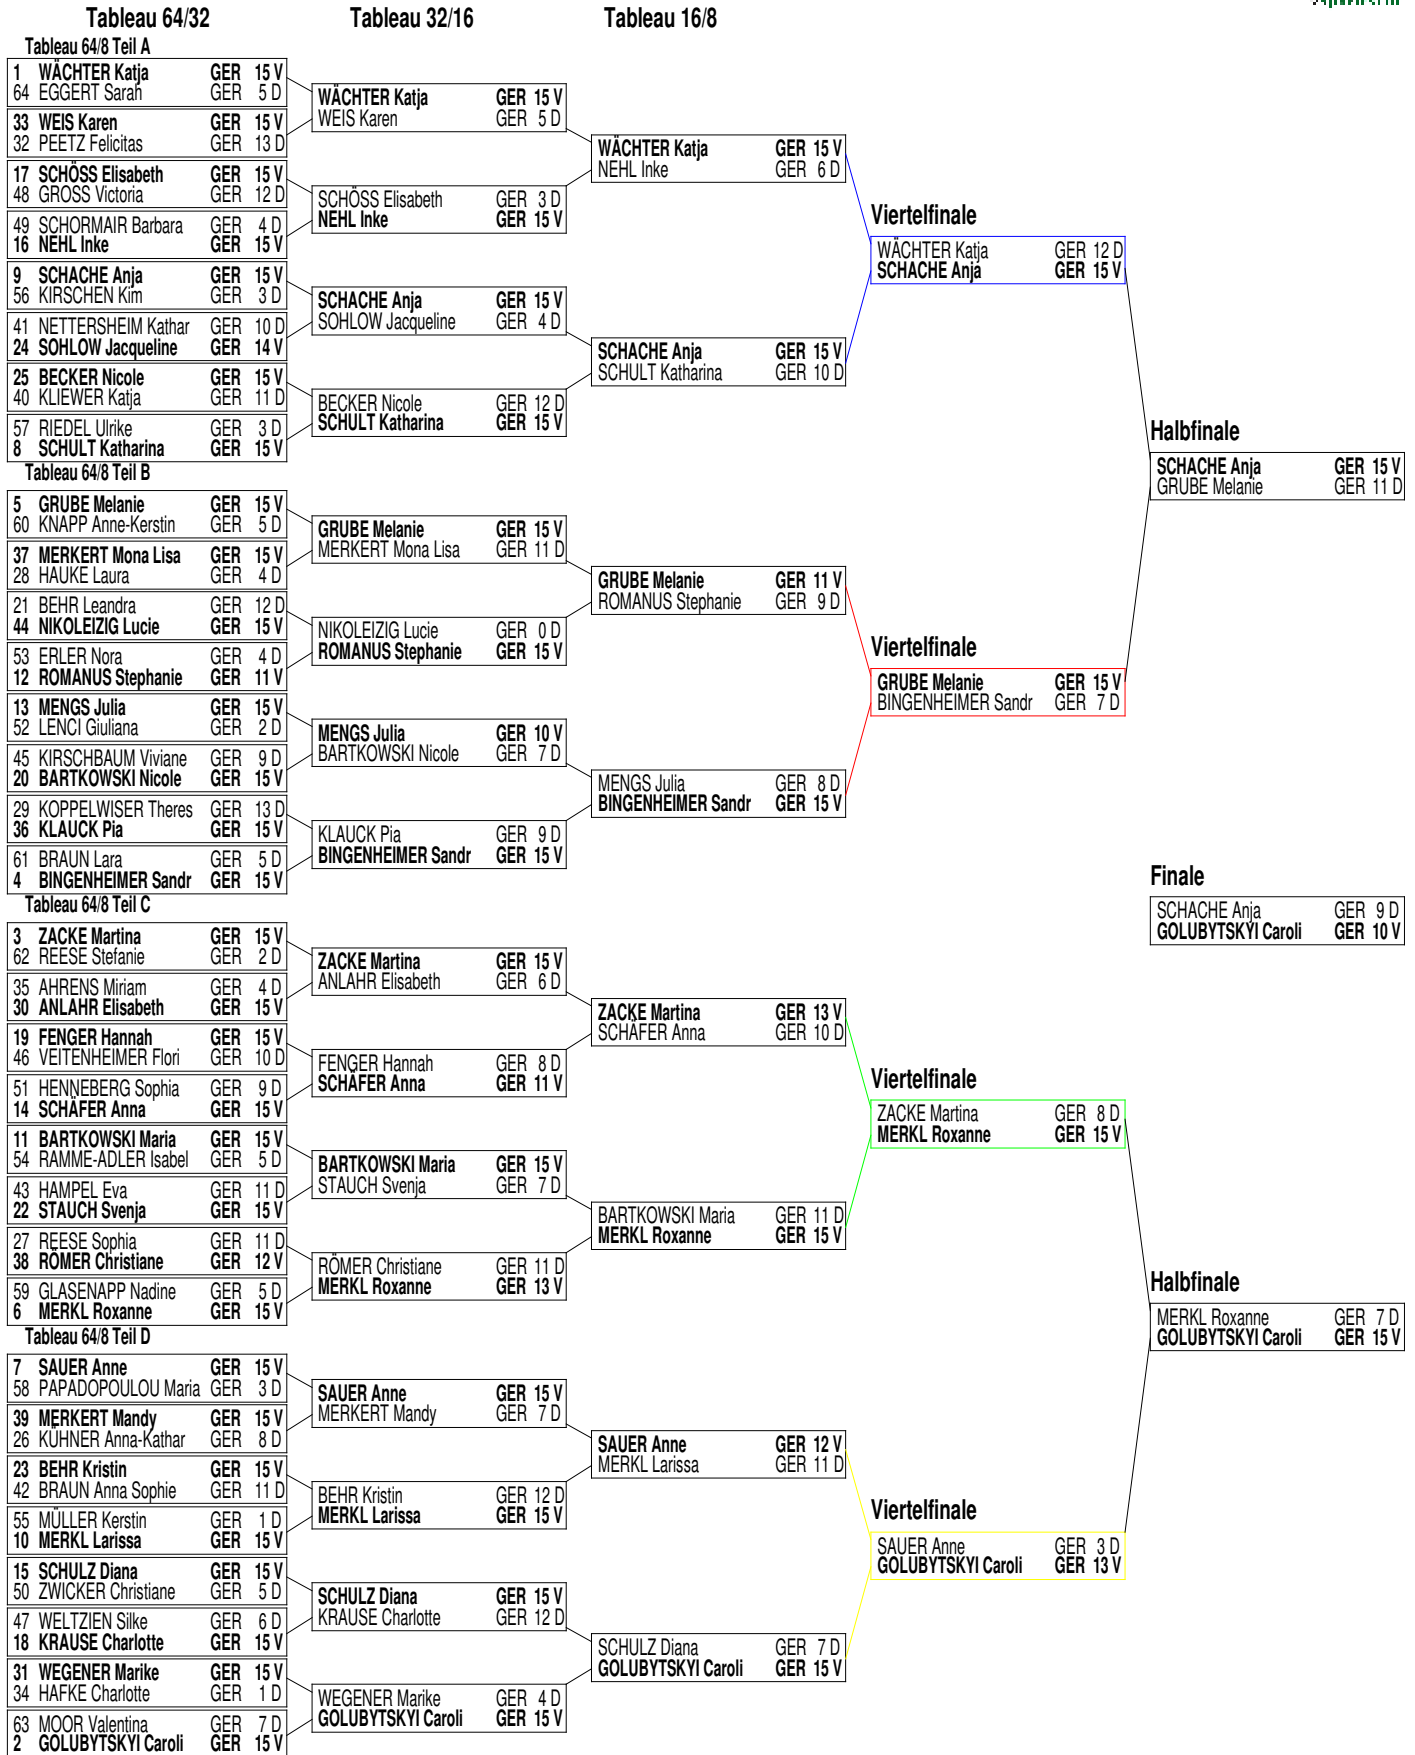 Tableau 64/32 Tableau 32/16 Tableau 16/8
Tableau 64/8 Teil A
1 WÄCHTER Katja GER 15 V
64 EGGERT Sarah GER 5 D
33 WEIS Karen GER 15 V
32 PEETZ Felicitas GER 13 D
17 SCHÖSS Elisabeth GER 15 V
48 GROSS Victoria GER 12 D
49 SCHORMAIR Barbara GER 4 D
16 NEHL Inke GER 15 V
9 SCHACHE Anja GER 15 V
56 KIRSCHEN Kim GER 3 D
41 NETTERSHEIM Kathar GER 10 D
24 SOHLOW Jacqueline GER 14 V
25 BECKER Nicole GER 15 V
40 KLIEWER Katja GER 11 D
57 RIEDEL Ulrike GER 3 D
8 SCHULT Katharina GER 15 V
Tableau 64/8 Teil B
5 GRUBE Melanie GER 15 V
60 KNAPP Anne-Kerstin GER 5 D
37 MERKERT Mona Lisa GER 15 V
28 HAUKE Laura GER 4 D
21 BEHR Leandra GER 12 D
44 NIKOLEIZIG Lucie GER 15 V
53 ERLER Nora GER 4 D
12 ROMANUS Stephanie GER 11 V
13 MENGS Julia GER 15 V
52 LENCI Giuliana GER 2 D
45 KIRSCHBAUM Viviane GER 9 D
20 BARTKOWSKI Nicole GER 15 V
29 KOPPELWISER Theres GER 13 D
36 KLAUCK Pia GER 15 V
61 BRAUN Lara GER 5 D
4 BINGENHEIMER Sandr GER 15 V
Tableau 64/8 Teil C
3 ZACKE Martina GER 15 V
62 REESE Stefanie GER 2 D
35 AHRENS Miriam GER 4 D
30 ANLAHR Elisabeth GER 15 V
19 FENGER Hannah GER 15 V
46 VEITENHEIMER Flori GER 10 D
51 HENNEBERG Sophia GER 9 D
14 SCHÄFER Anna GER 15 V
11 BARTKOWSKI Maria GER 15 V
54 RAMME-ADLER Isabel GER 5 D
43 HAMPEL Eva GER 11 D
22 STAUCH Svenja GER 15 V
27 REESE Sophia GER 11 D
38 RÖMER Christiane GER 12 V
59 GLASENAPP Nadine GER 5 D
6 MERKL Roxanne GER 15 V
Tableau 64/8 Teil D
7 SAUER Anne GER 15 V
58 PAPADOPOULOU Maria GER 3 D
39 MERKERT Mandy GER 15 V
26 KÜHNER Anna-Kathar GER 8 D
23 BEHR Kristin GER 15 V
42 BRAUN Anna Sophie GER 11 D
55 MÜLLER Kerstin GER 1 D
10 MERKL Larissa GER 15 V
15 SCHULZ Diana GER 15 V
50 ZWICKER Christiane GER 5 D
47 WELTZIEN Silke GER 6 D
18 KRAUSE Charlotte GER 15 V
31 WEGENER Marike GER 15 V
34 HAFKE Charlotte GER 1 D
63 MOOR Valentina GER 7 D
2 GOLUBYTSKYI Caroli GER 15 V
WÄCHTER Katja GER 15 V
WEIS Karen GER 5 D
SCHÖSS Elisabeth GER 3 D
NEHL Inke GER 15 V
SCHACHE Anja GER 15 V
SOHLOW Jacqueline GER 4 D
BECKER Nicole GER 12 D
SCHULT Katharina GER 15 V
GRUBE Melanie GER 15 V
MERKERT Mona Lisa GER 11 D
NIKOLEIZIG Lucie GER 0 D
ROMANUS Stephanie GER 15 V
MENGS Julia GER 10 V
BARTKOWSKI Nicole GER 7 D
KLAUCK Pia GER 9 D
BINGENHEIMER Sandr GER 15 V
ZACKE Martina GER 15 V
ANLAHR Elisabeth GER 6 D
FENGER Hannah GER 8 D
SCHÄFER Anna GER 11 V
BARTKOWSKI Maria GER 15 V
STAUCH Svenja GER 7 D
RÖMER Christiane GER 11 D
MERKL Roxanne GER 13 V
SAUER Anne GER 15 V
MERKERT Mandy GER 7 D
BEHR Kristin GER 12 D
MERKL Larissa GER 15 V
SCHULZ Diana GER 15 V
KRAUSE Charlotte GER 12 D
WEGENER Marike GER 4 D
GOLUBYTSKYI Caroli GER 15 V
WÄCHTER Katja GER 15 V
NEHL Inke GER 6 D
SCHACHE Anja GER 15 V
SCHULT Katharina GER 10 D
GRUBE Melanie GER 11 V
ROMANUS Stephanie GER 9 D
MENGS Julia GER 8 D
BINGENHEIMER Sandr GER 15 V
ZACKE Martina GER 13 V
SCHÄFER Anna GER 10 D
BARTKOWSKI Maria GER 11 D
MERKL Roxanne GER 15 V
SAUER Anne GER 12 V
MERKL Larissa GER 11 D
SCHULZ Diana GER 7 D
GOLUBYTSKYI Caroli GER 15 V
Viertelfinale
WÄCHTER Katja GER 12 D
SCHACHE Anja GER 15 V
Viertelfinale
GRUBE Melanie GER 15 V
BINGENHEIMER Sandr GER 7 D
Viertelfinale
ZACKE Martina GER 8 D
MERKL Roxanne GER 15 V
Viertelfinale
SAUER Anne GER 3 D
GOLUBYTSKYI Caroli GER 13 V
Halbfinale
SCHACHE Anja GER 15 V
GRUBE Melanie GER 11 D
Finale
SCHACHE Anja GER 9 D
GOLUBYTSKYI Caroli GER 10 V
Halbfinale
MERKL Roxanne GER 7 D
GOLUBYTSKYI Caroli GER 15 V